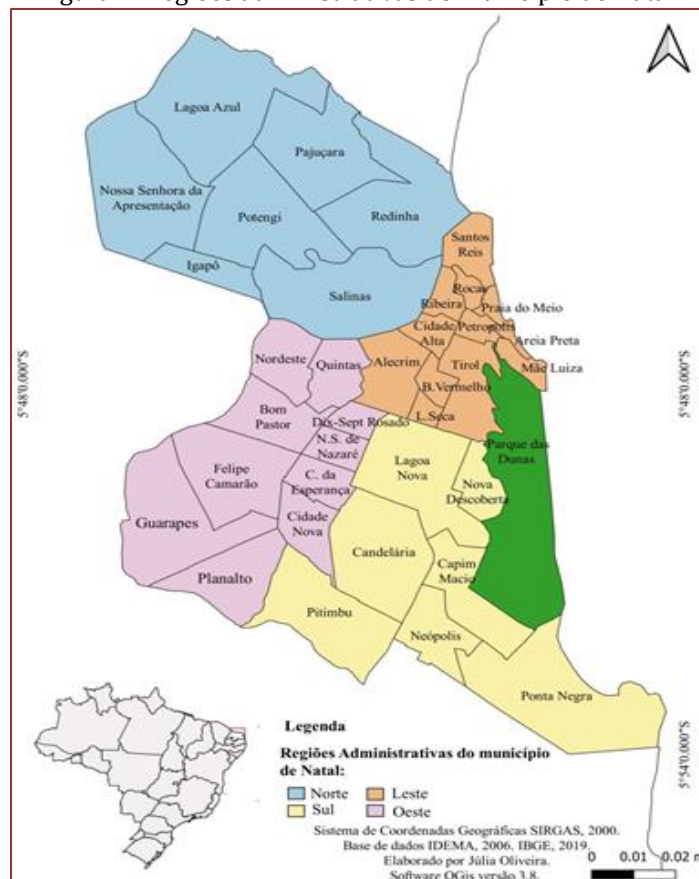 Lagoa Azul
Pajuçara
Nossa Senhora da
Apresentação
Potengi
Redinha
Igapó
Salinas
Santos
Reis
Rocas
Ribeira
Praia do Meio
Cidade
Alta
Petropolis
Areia Preta
Mãe Luiza
Nordeste
Quintas
Alecrim
Tirol
B.Vermelho
L.Seca
Bom
Pastor
Dix-Sept Rosado
N.S. de
Nazaré
Parque das
Dunas
Lagoa
Nova
Nova
Descoberta
Felipe
Camarão
C. da
Esperança
Guarapes
Cidade
Nova
Candelária
Capim
Macio
Planalto
Pitimbu
Neópolis
Ponta Negra
5°48'0.000"S
5°48'0.000"S
5°54'0.000"S
Legenda
Regiões Administrativas do município
de Natal:
Norte
Leste
Sul
Oeste
Sistema de Coordenadas Geográficas SIRGAS, 2000.
Base de dados IDEMA, 2006. IBGE, 2019.
Elaborado por Júlia Oliveira.
Software QGis versão 3.8.
0 0.01 0.02